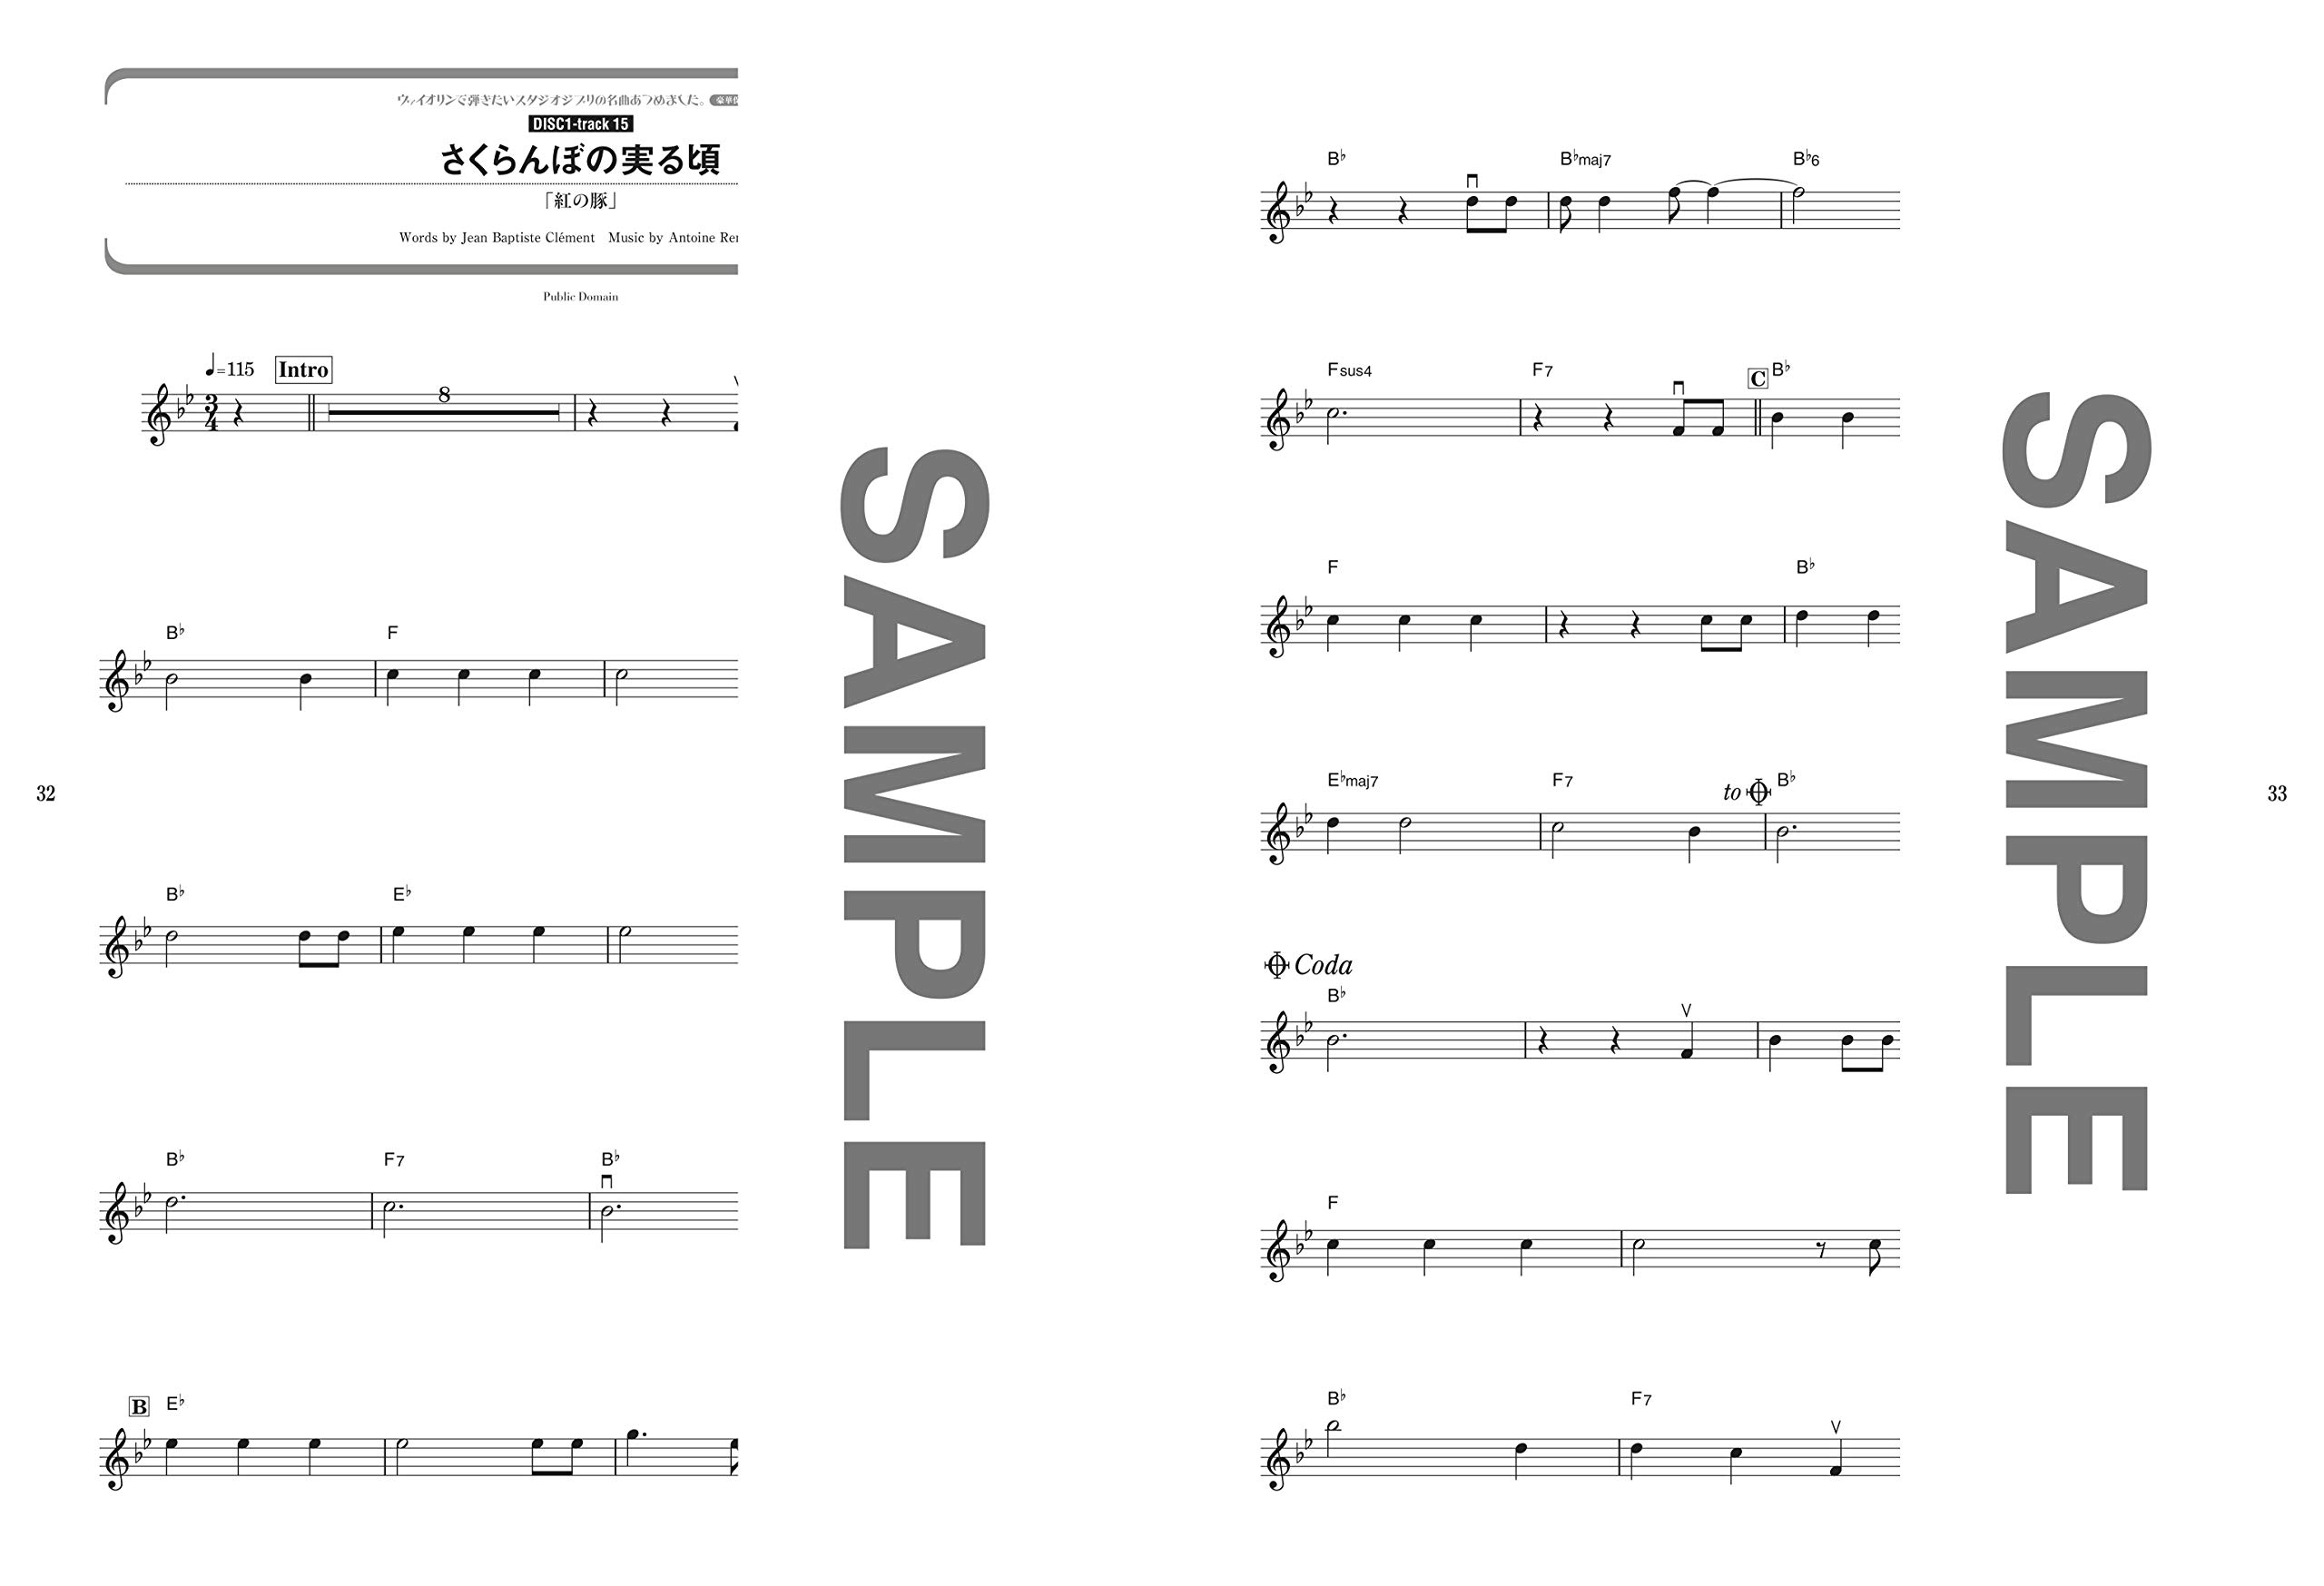 ヴァイオリンで弾きたいスタジオジブリの名曲あつめました。
DISC1-track 15
さくらんぼの実る頃
「紅の豚」
Words by Jean Baptiste Clément Music by Antoine
Public Domain
=115 Intro
3
4
8
B♭ F
32
B♭ E♭
B♭ F7 B♭
B E♭
SAMPLE
B♭ B♭maj7 B♭6
Fsus4 F7 C B♭
F B♭
E♭maj7 F7 to B♭
33
Coda
B♭
F
B♭ F7
SAMPLE